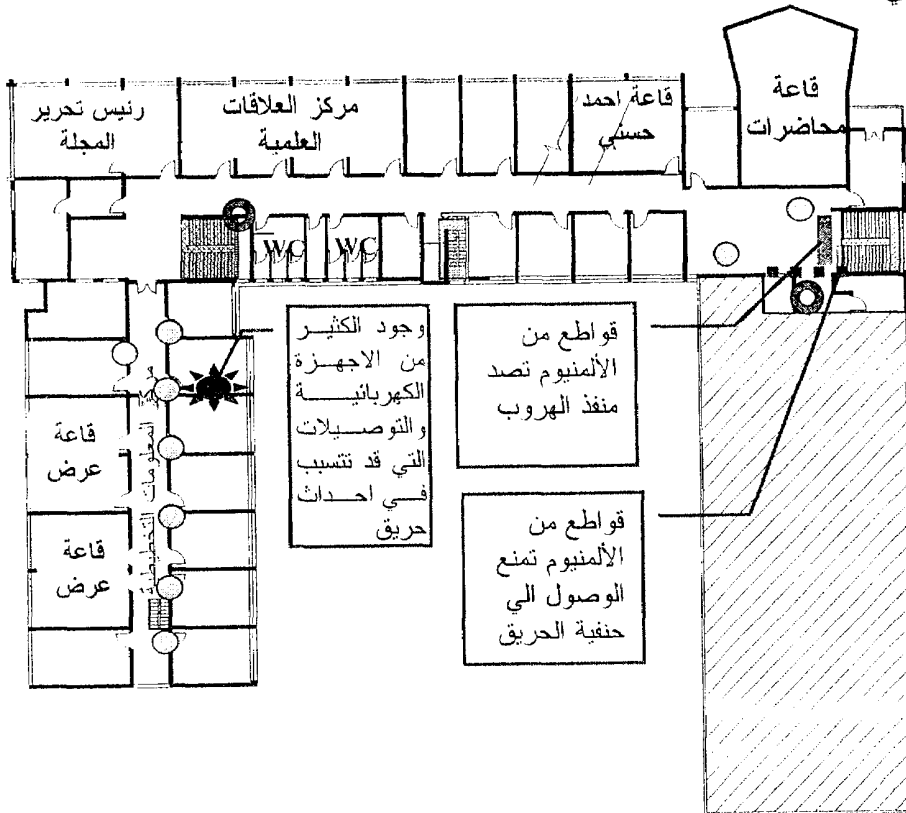 قاعة
محاضرات
قاعة احمد
حسني
مركز العلاقات
العلمية
رئيس تحرير
المجلة
WC
WC
قواطع من
الألمنيوم تصد
منفذ الهروب
وجود الكثير
من الاجهزة
الكهربائية
والتوصيلات
التي قد تتسبب
في احداث
حريق
قاعة
عرض
المعلومات التخطيطية
قواطع من
الألمنيوم تمنع
الوصول الي
حنفية الحريق
قاعة
عرض